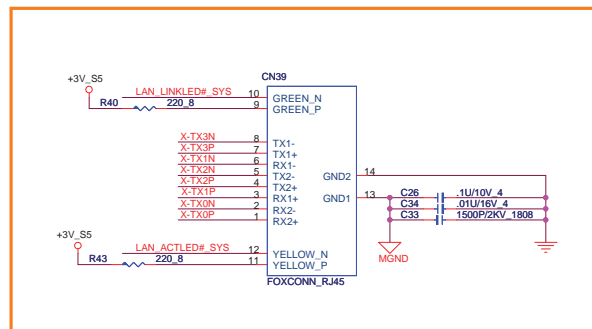 CN39
+3V_S5
LAN_LINKLED#_SYS
10
GREEN_N
R40
220_8
9
GREEN_P
X-TX3N
8
TX1-
X-TX3P
7
TX1+
X-TX1N
6
RX1-
X-TX2N
5
TX2-
GND2
14
X-TX2P
4
TX2+
X-TX1P
3
RX1+
GND1
13
C26
.1U/10V_4
X-TX0N
2
RX2-
C34
.01U/16V_4
X-TX0P
1
RX2+
C33
1500P/2KV_1808
+3V_S5
LAN_ACTLED#_SYS
12
YELLOW_N
MGND
R43
220_8
11
YELLOW_P
FOXCONN_RJ45